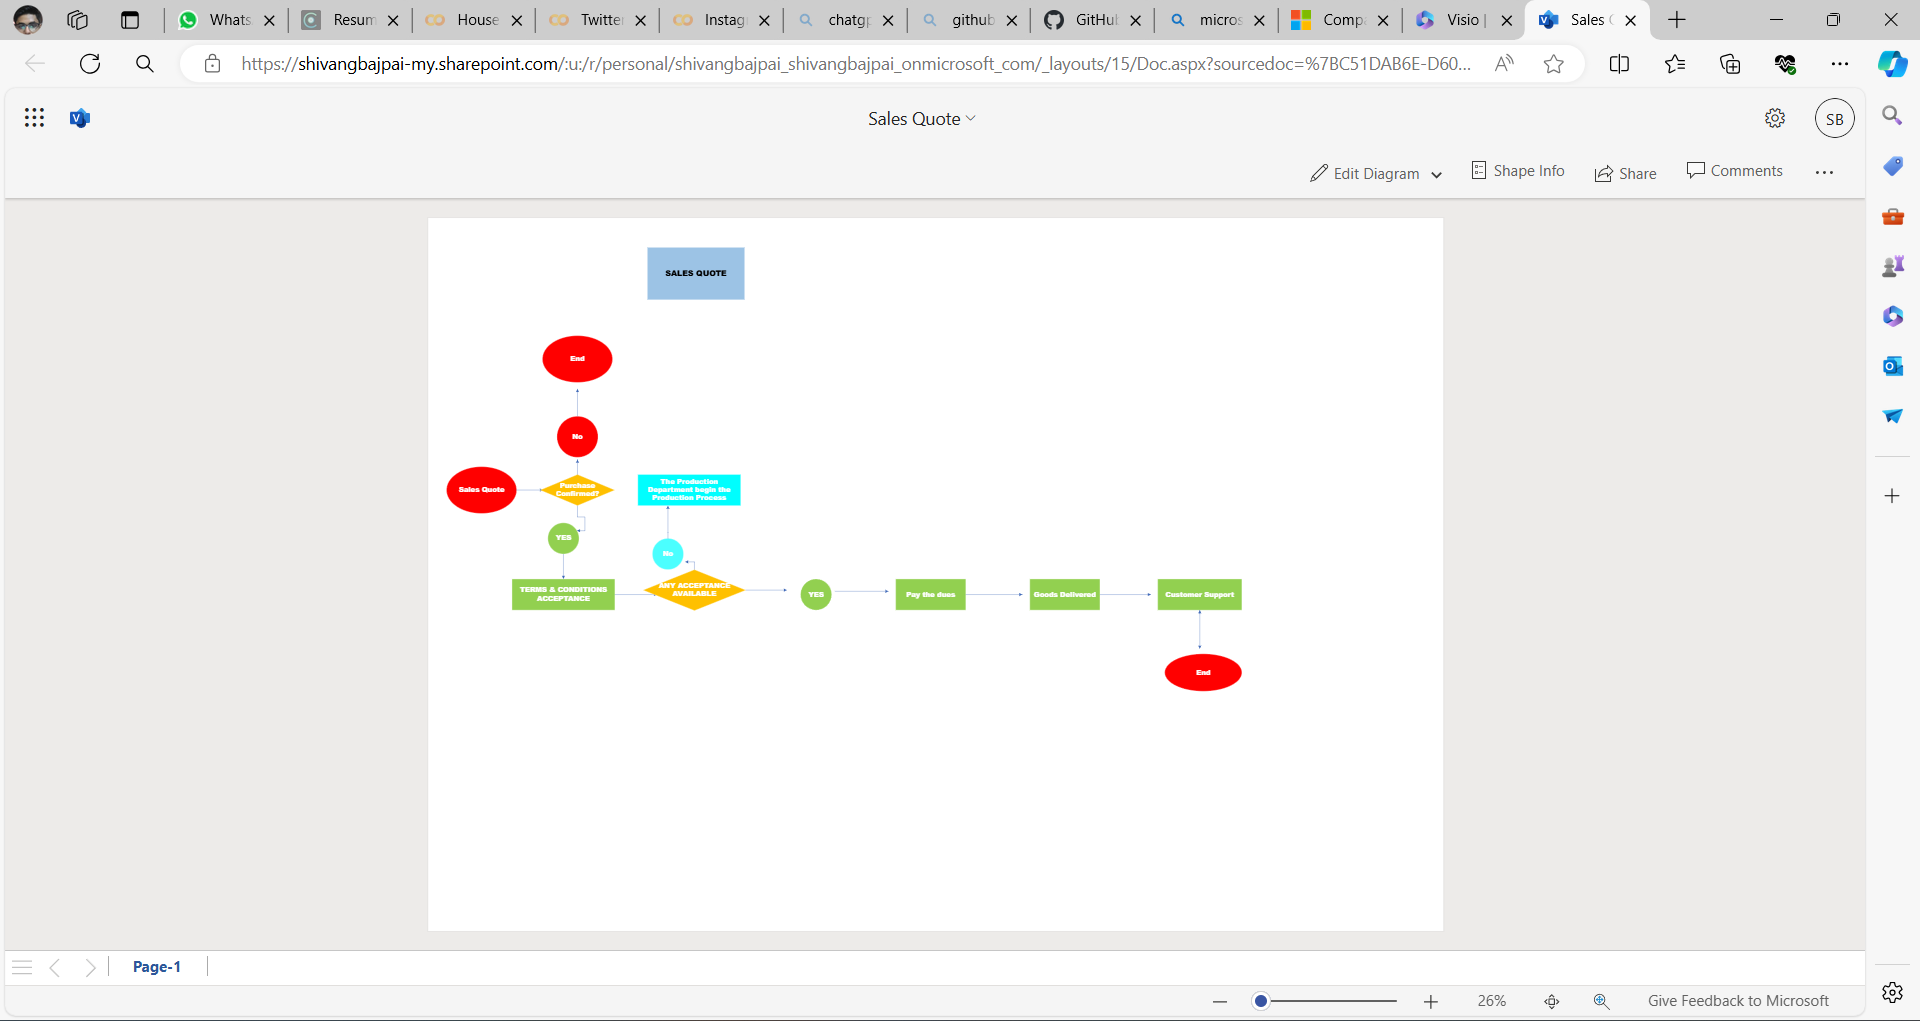 Whats
Resum
House
Twitter
Instag
chatgp
github
GitHul
micros
Compa
Visio |
Sales
https://shivangbajpai-my.sharepoint.com/:u:/r/personal/shivangbajpai_shivangbajpai_onmicrosoft_com/_layouts/15/Doc.aspx?sourcedoc=%7BC51DAB6E-D60...
Sales Quote
SB
Edit Diagram
Shape Info
Share
Comments
SALES QUOTE
End
No
Sales Quote
Purchase
Confirmed?
The Production
Department begin the
Production Process
YES
No
TERMS & CONDITIONS
ACCEPTANCE
ANY ACCEPTANCE
AVAILABLE
YES
Pay the dues
Goods Delivered
Customer Support
End
Page-1
26%
Give Feedback to Microsoft